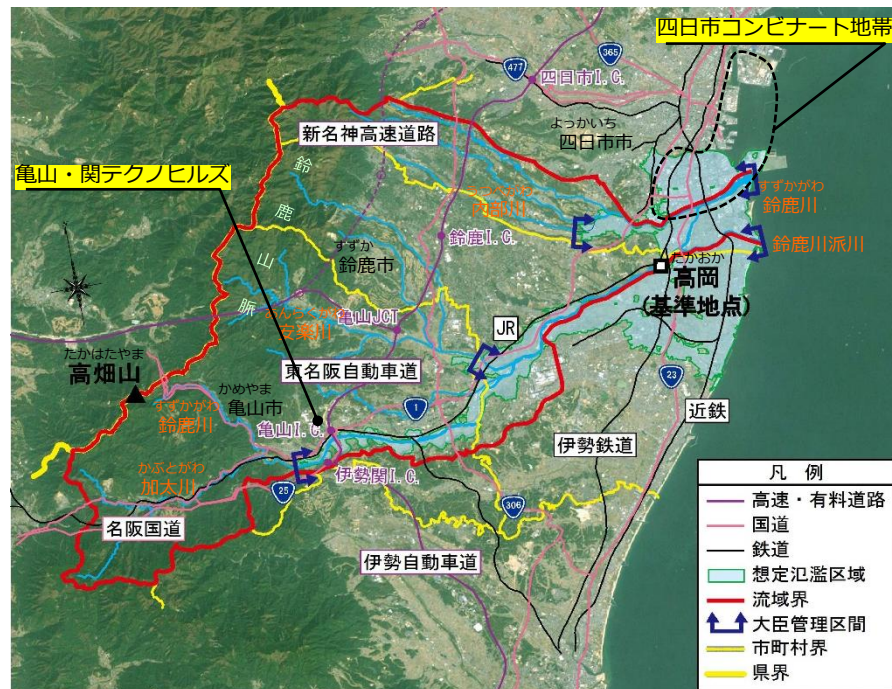 四日市コンビナート地帯
365
477
四日市I.C.
新名神高速道路
よっかいち
四日市市
亀山・関テクノヒルズ
鈴
鹿
山
脈
内部川
すずかがわ
鈴鹿川
鈴鹿I.C.
鈴鹿川派川
すずか
鈴鹿市
たかおか
高岡
(基準地点)
安楽川
亀山JCT
JR
たかはたやま
高畑山
東名阪自動車道
23
かめやま
亀山市
1
近鉄
すずかがわ
鈴鹿川
亀山I.C.
伊勢鉄道
かぶとがわ
加太川
伊勢関I.C.
25
306
名阪国道
伊勢自動車道
凡 例
高速・有料道路
国道
鉄道
想定氾濫区域
流域界
大臣管理区間
市町村界
県界